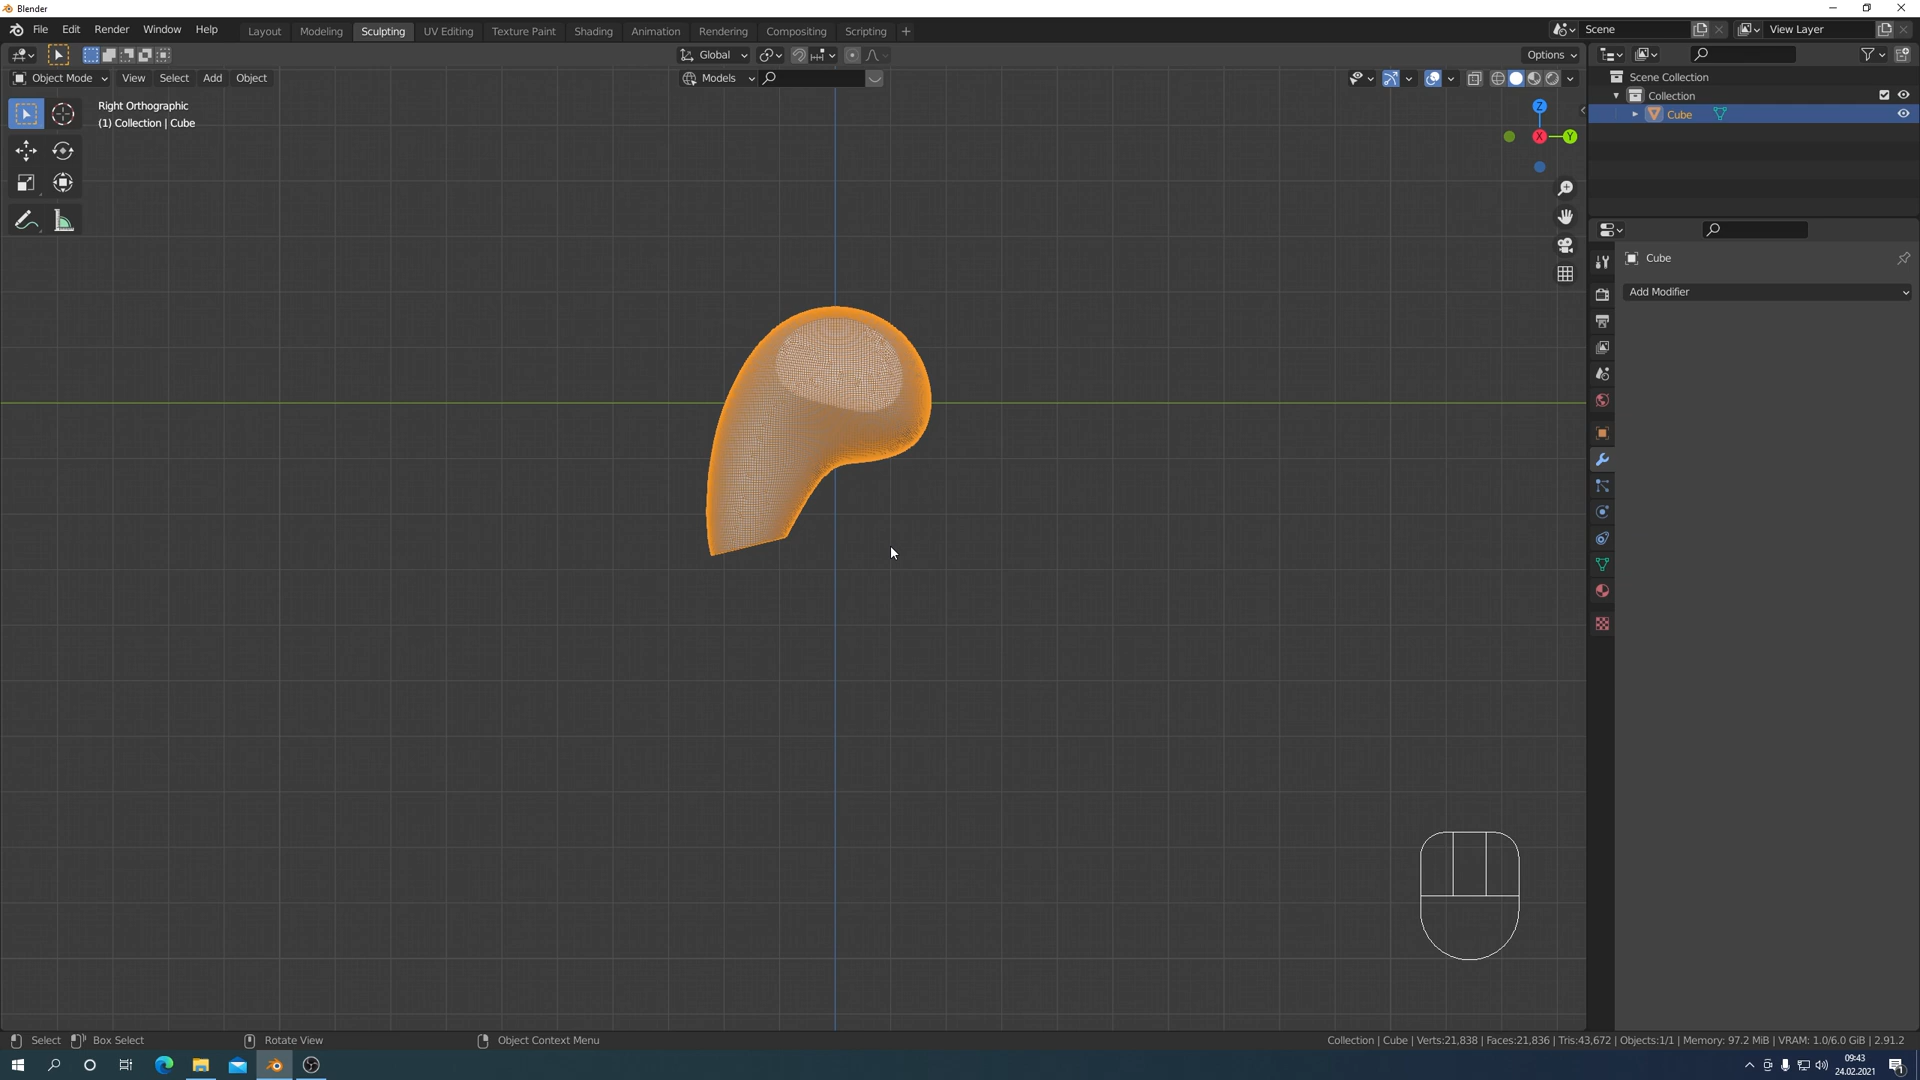 Blender
File Edit Render Window Help Layout Modeling Sculpting UV Editing Texture Paint Shading Animation Rendering Compositing Scripting + Scene View Layer
Global Options
Object Mode View Select Add Object Models
Scene Collection
Collection
Cube
Right Orthographic
(1) Collection | Cube
Z
X
Y
Cube
Add Modifier
Select Box Select Rotate View Object Context Menu Collection | Cube | Verts:21,838 | Faces:21,836 | Tris:43,672 | Objects:1/1 | Memory: 97.2 MiB | VRAM: 1.0/6.0 GiB | 2.91.2
09:43
24.02.2021
1